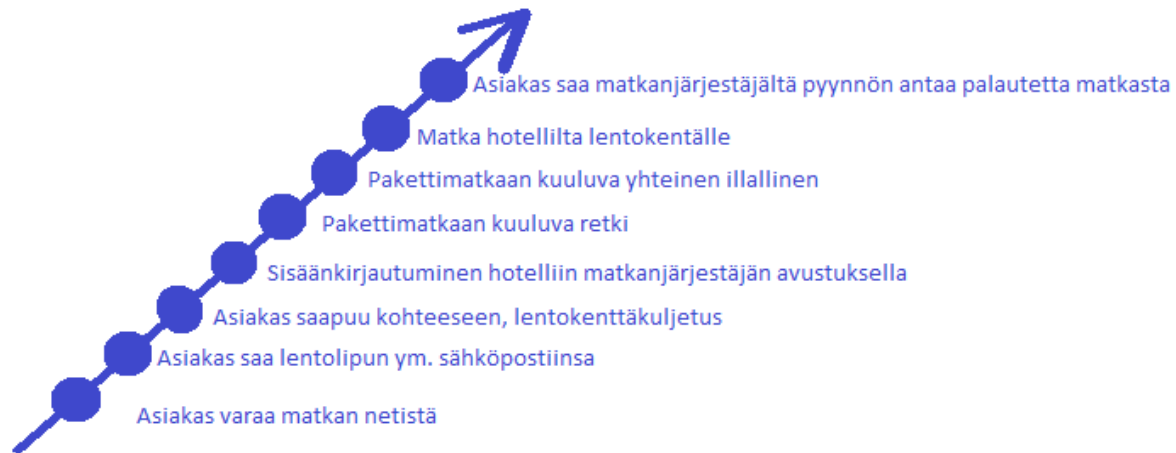 Asiakas saa matkanjärjestäjältä pyynnön antaa palautetta matkasta
Matka hotellilta lentokentälle
Pakettimatkaan kuuluva yhteinen illallinen
Pakettimatkaan kuuluva retki
Sisäänkirjautuminen hotelliin matkanjärjestäjän avustuksella
Asiakas saapuu kohteeseen, lentokenttäkuljetus
Asiakas saa lentolipun ym. sähköpostiinsa
Asiakas varaa matkan netistä